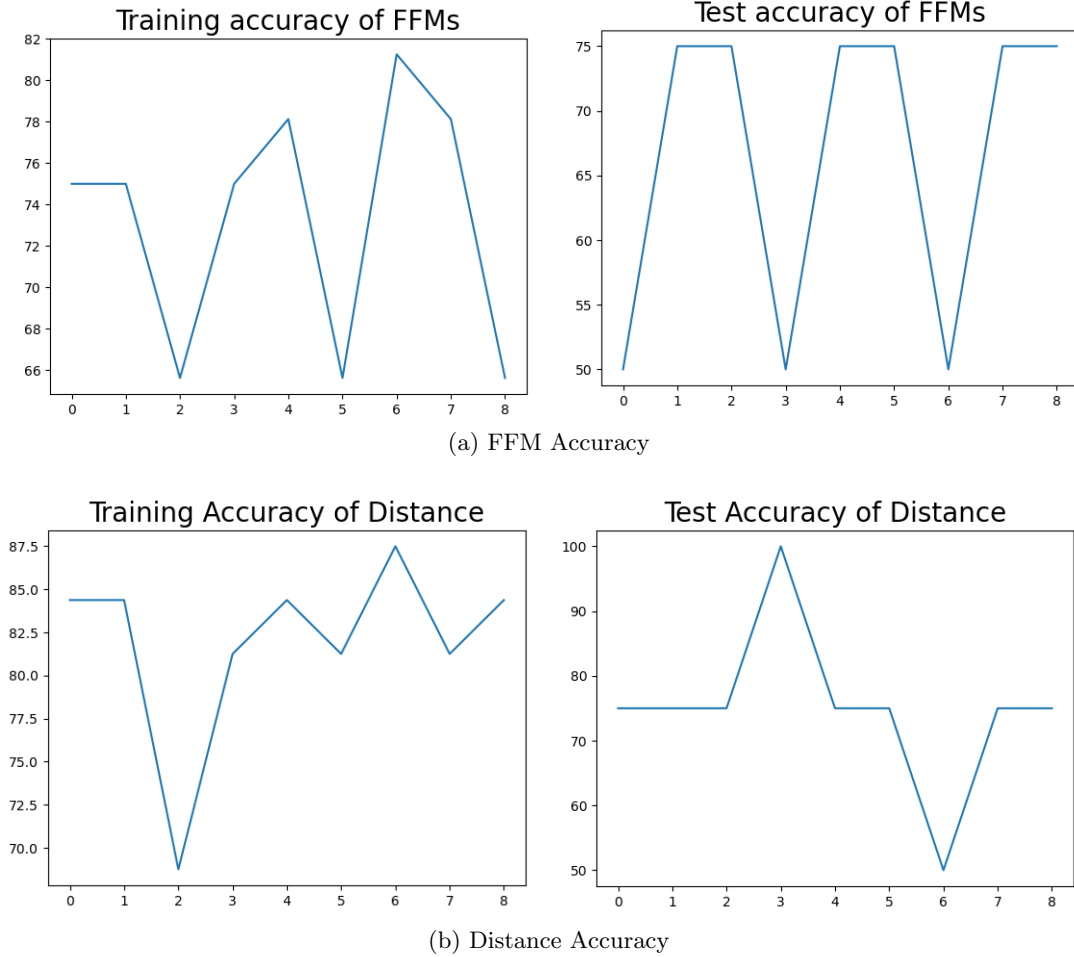 Training accuracy of FFMs
82
80
78
76
74
72
70
68
66
0 1 2 3 4 5 6 7 8
Test accuracy of FFMs
75
70
65
60
55
50
0 1 2 3 4 5 6 7 8
(a) FFM Accuracy
Training Accuracy of Distance
87.5
85.0
82.5
80.0
77.5
75.0
72.5
70.0
0 1 2 3 4 5 6 7 8
Test Accuracy of Distance
100
90
80
70
60
50
0 1 2 3 4 5 6 7 8
(b) Distance Accuracy